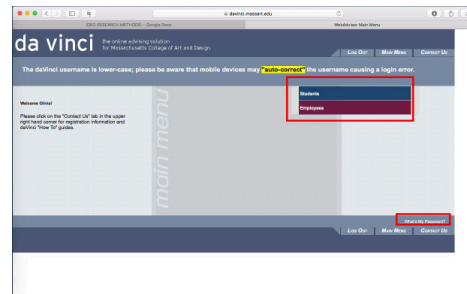 davinci.massart.edu
IDSD RESEARCH METHODS - Google Docs
WebAdvisor Main Menu
da vinci
the online advising solution
for Massachusetts College of Art and Design
LOG OUT MAIN MENU CONTACT US
The daVinci username is lower-case; please be aware that mobile devices may "auto-correct" the username causing a login error.
main menu
Students
Employees
Welcome Ginko!
Please click on the "Contact Us" tab in the upper
right hand corner for registration information and
daVinci "How To" guides.
What's My Password?
LOG OUT MAIN MENU CONTACT US